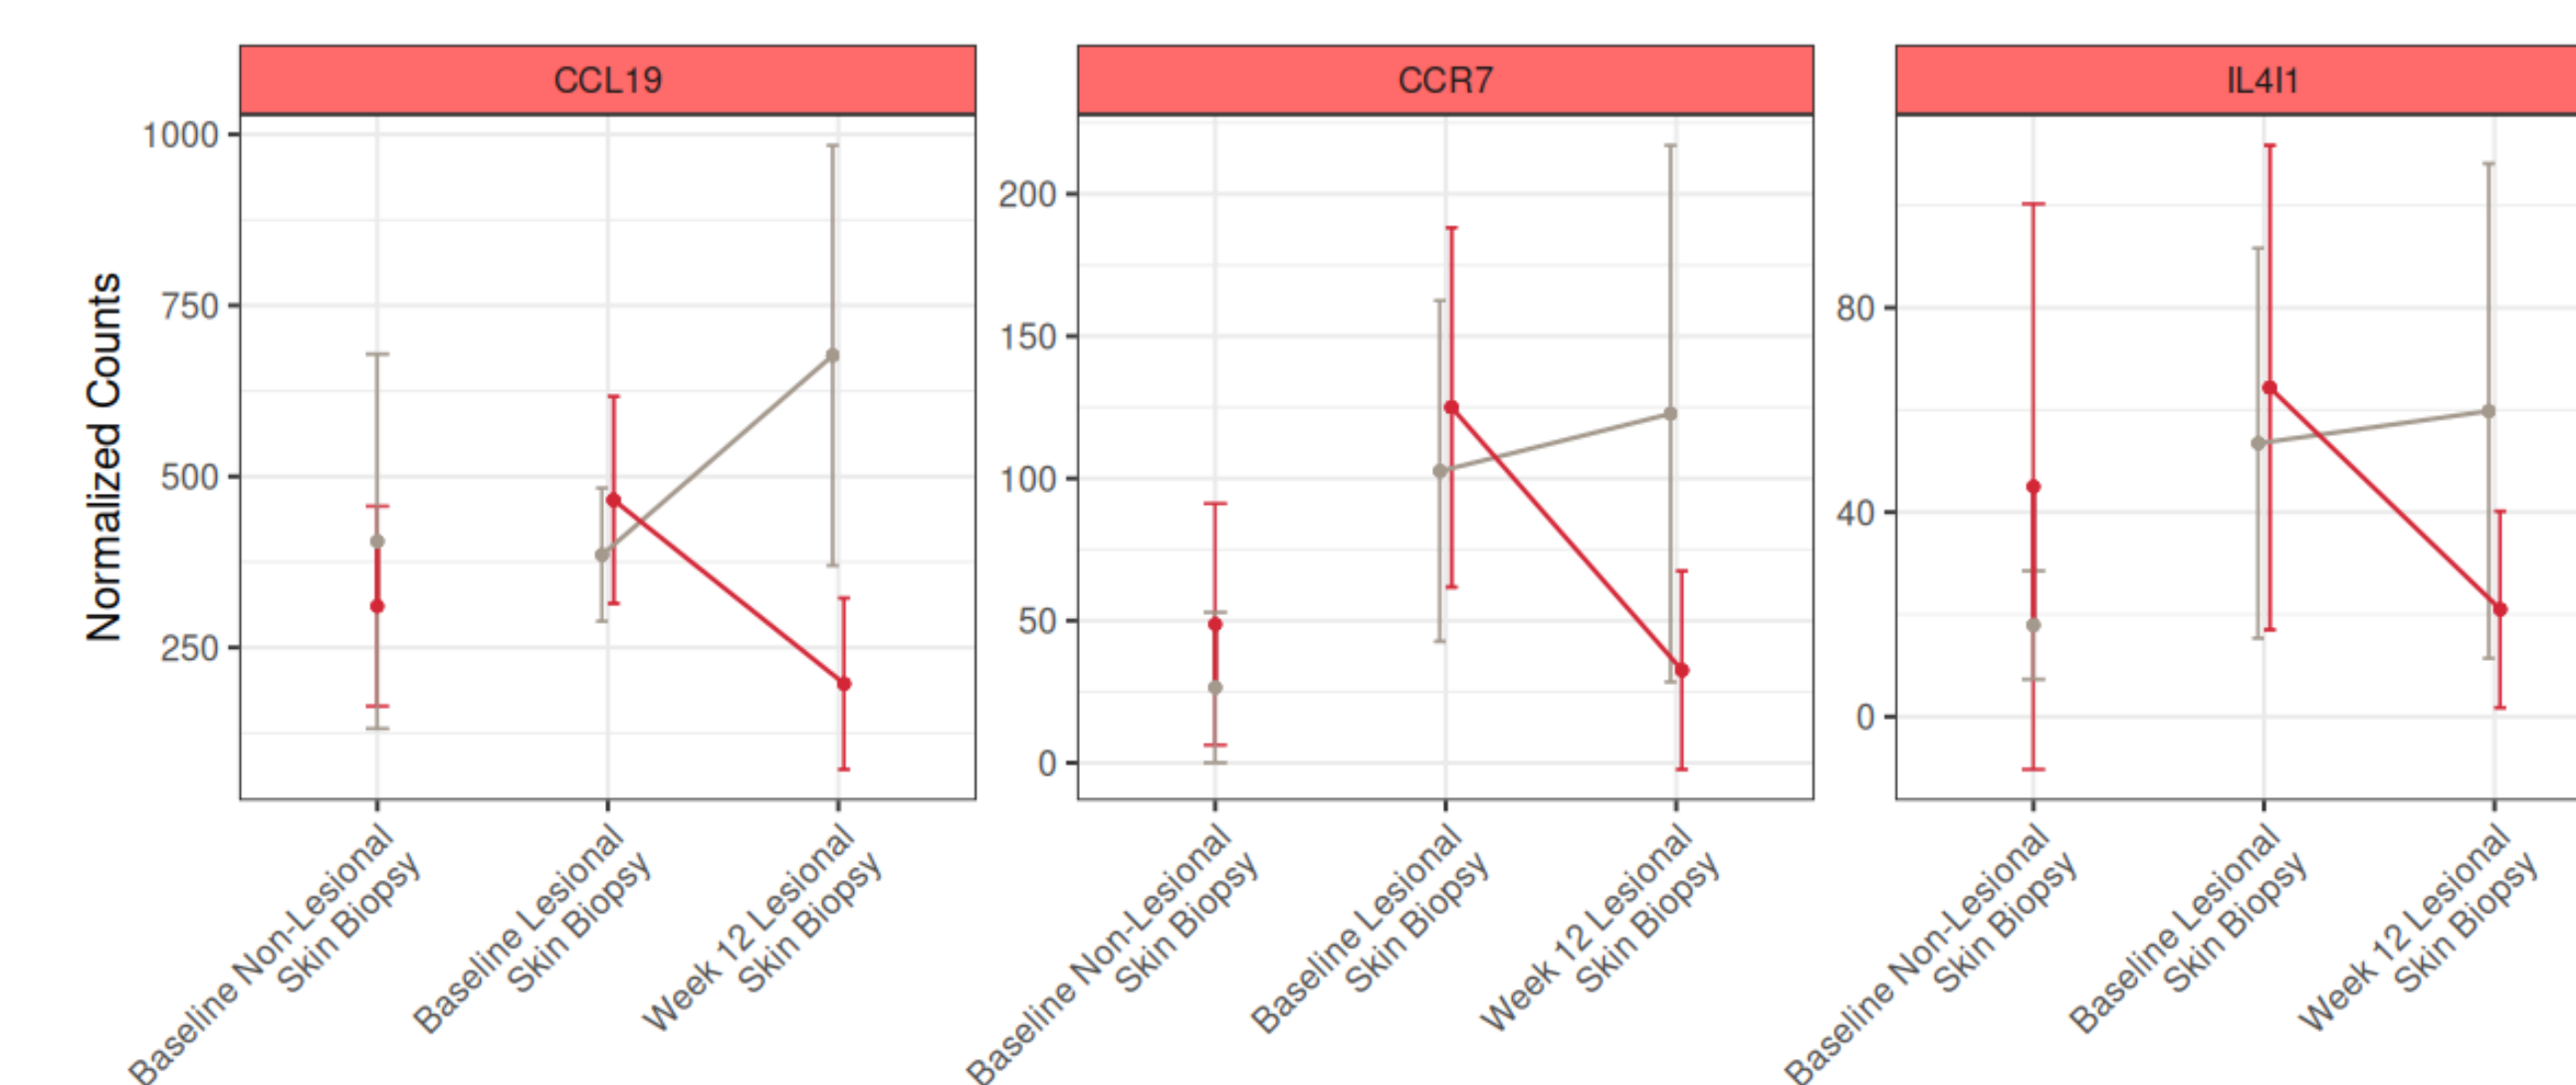 CCL19
CCR7
IL4I1
Normalized Counts
1000
750
500
250
200
150
100
50
0
80
40
0
Baseline Non-Lesional
Skin Biopsy
Baseline Lesional
Skin Biopsy
Week 12 Lesional
Skin Biopsy
Baseline Non-Lesional
Skin Biopsy
Baseline Lesional
Skin Biopsy
Week 12 Lesional
Skin Biopsy
Baseline Non-Lesional
Skin Biopsy
Baseline Lesional
Skin Biopsy
Week 12 Lesional
Skin Biopsy